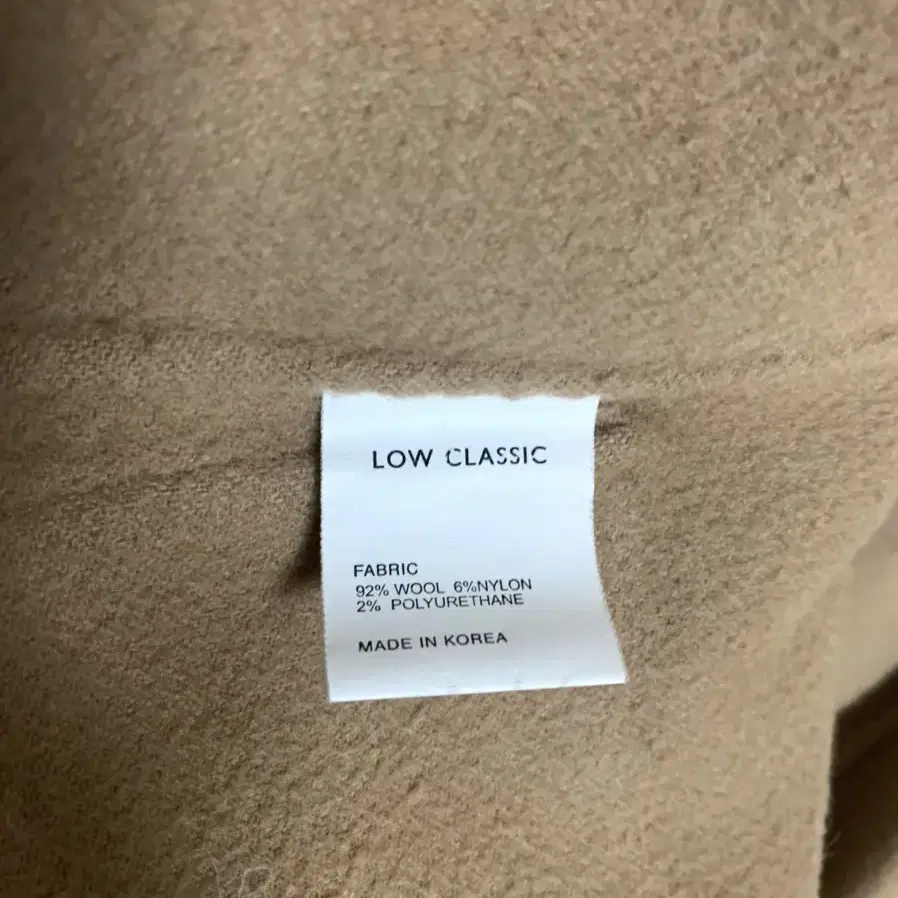 LOW CLASSIC
FABRIC
92% WOOL 6%NYLON
2% POLYURETHANE
MADE IN KOREA